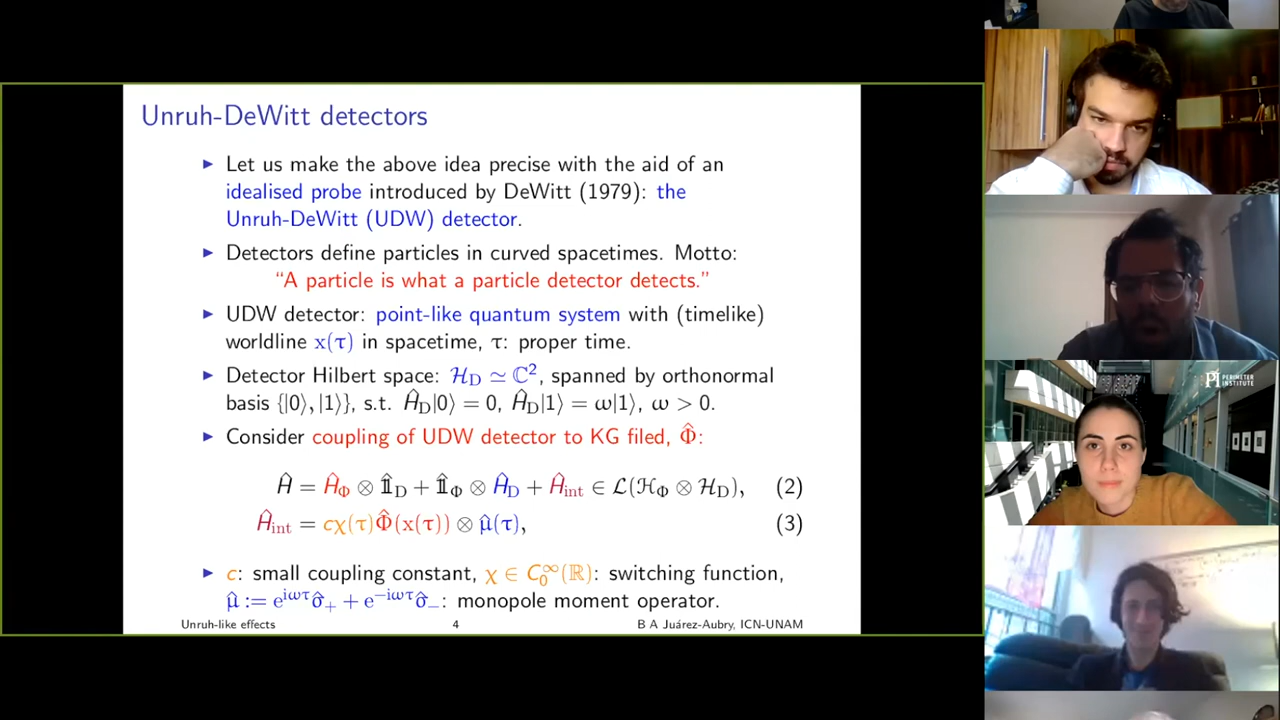 Unruh-DeWitt detectors
▶ Let us make the above idea precise with the aid of an
idealised probe introduced by DeWitt (1979): the
Unruh-DeWitt (UDW) detector.
▶ Detectors define particles in curved spacetimes. Motto:
“A particle is what a particle detector detects.”
▶ UDW detector: point-like quantum system with (timelike)
worldline x(τ) in spacetime, τ: proper time.
▶ Detector Hilbert space: ℋ_D ≃ ℂ², spanned by orthonormal
basis {|0⟩, |1⟩}, s.t. Ĥ_D|0⟩ = 0, Ĥ_D|1⟩ = ω|1⟩, ω > 0.
▶ Consider coupling of UDW detector to KG filed, Φ̂:
Ĥ = Ĥ_Φ ⊗ 𝟙̂_D + 𝟙̂_Φ ⊗ Ĥ_D + Ĥ_int ∈ ℒ(ℋ_Φ ⊗ ℋ_D), (2)
Ĥ_int = cχ(τ)Φ̂(x(τ)) ⊗ μ̂(τ), (3)
▶ c: small coupling constant, χ ∈ C_0^∞(ℝ): switching function,
μ̂ := e^{iωτ}σ̂_+ + e^{−iωτ}σ̂_−: monopole moment operator.
Unruh-like effects 4 B A Juárez-Aubry, ICN-UNAM
PI PERIMETER
INSTITUTE